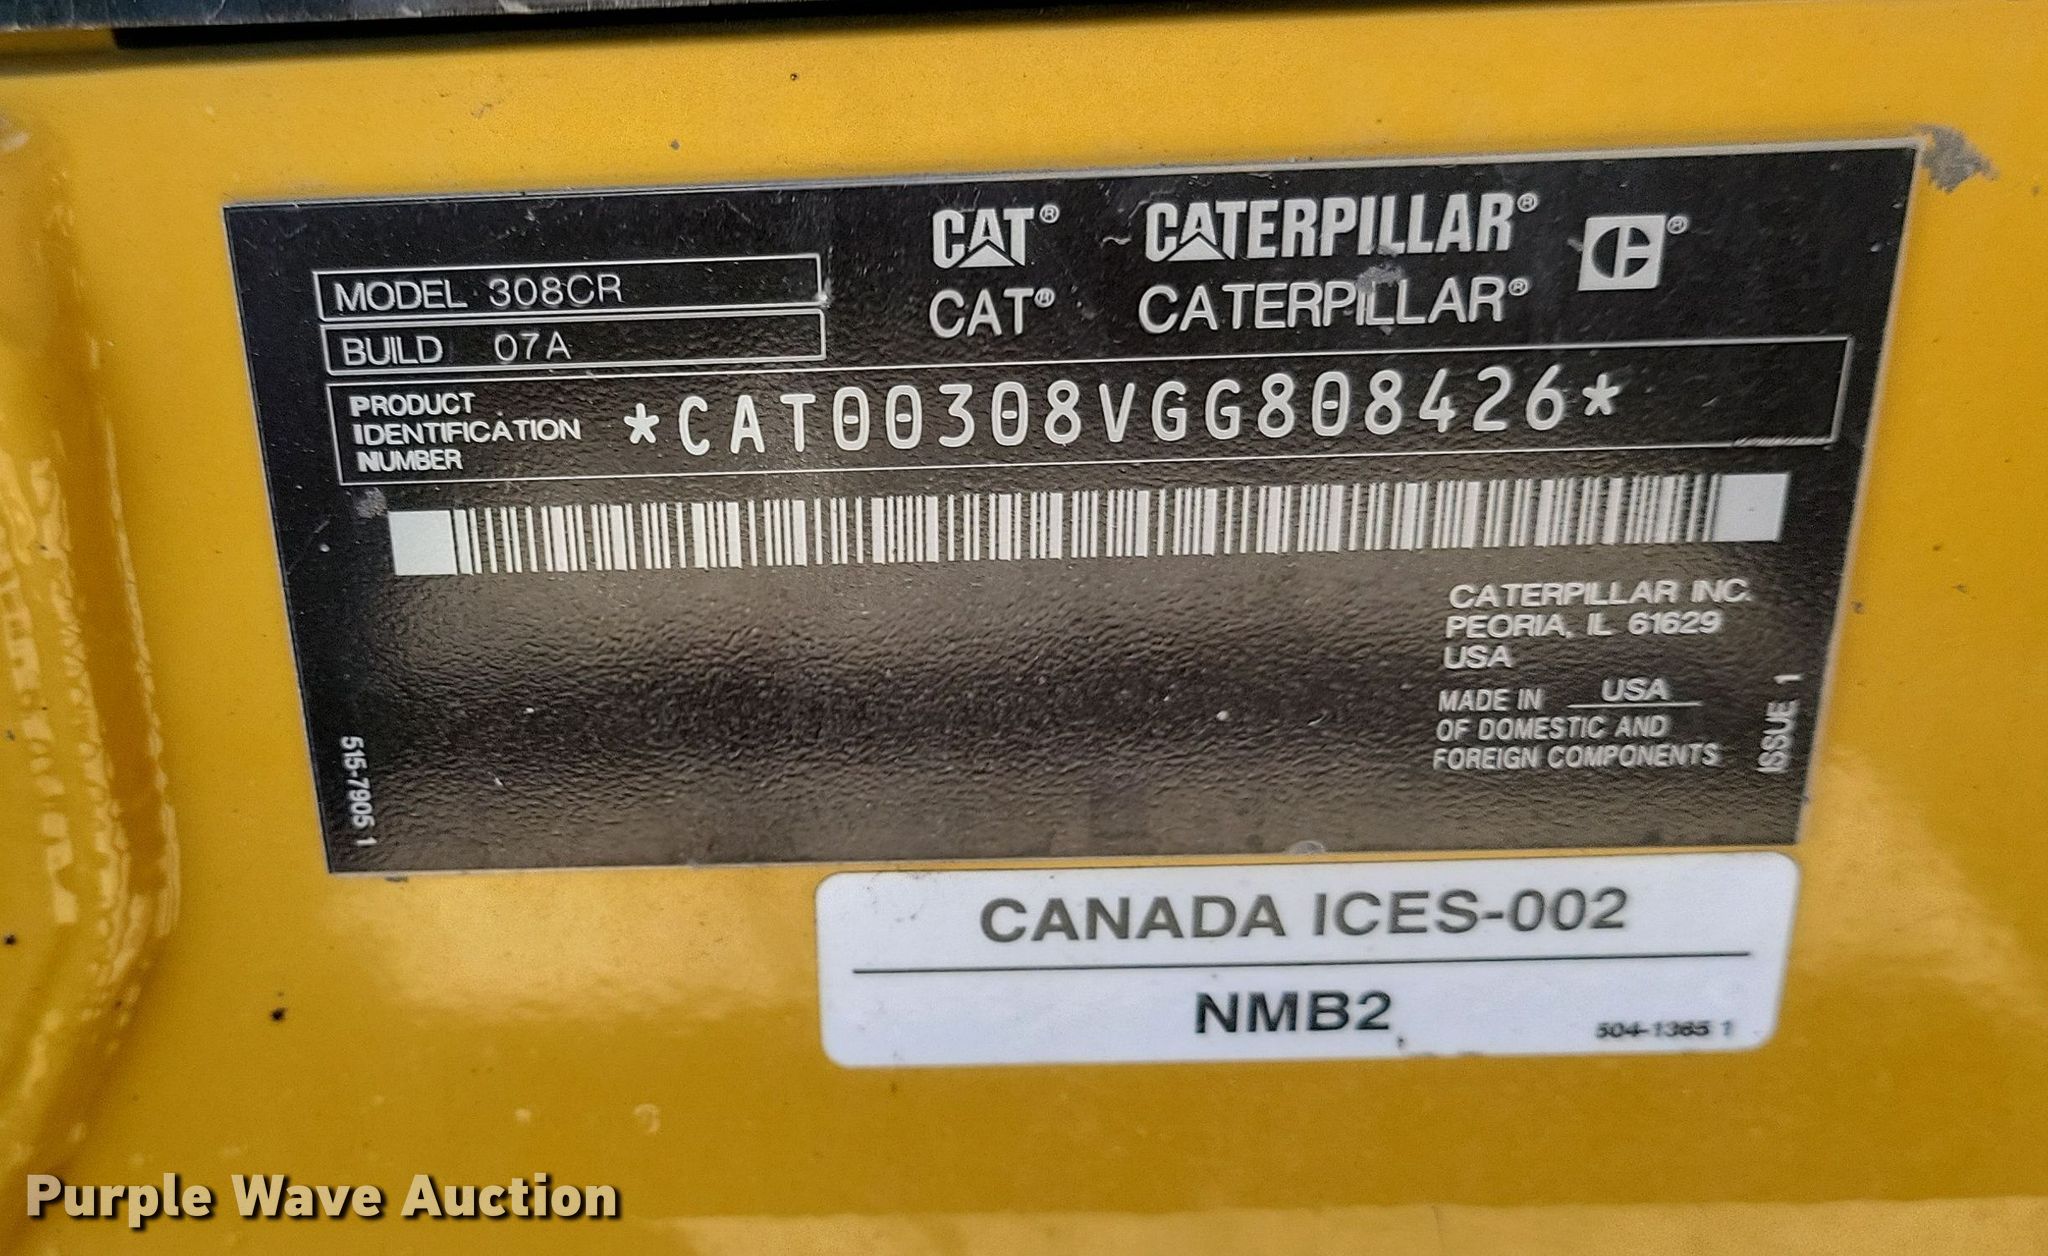 CAT® CATERPILLAR® CE®
CAT® CATERPILLAR®
MODEL 308CR
BUILD 07A
PRODUCT
IDENTIFICATION
NUMBER
*CAT00308VGG808426*
CATERPILLAR INC.
PEORIA, IL 61629
USA
MADE IN USA
OF DOMESTIC AND
FOREIGN COMPONENTS
ISSUE 1
515-7905 1
CANADA ICES-002
NMB2
504-1365 1
Purple Wave Auction